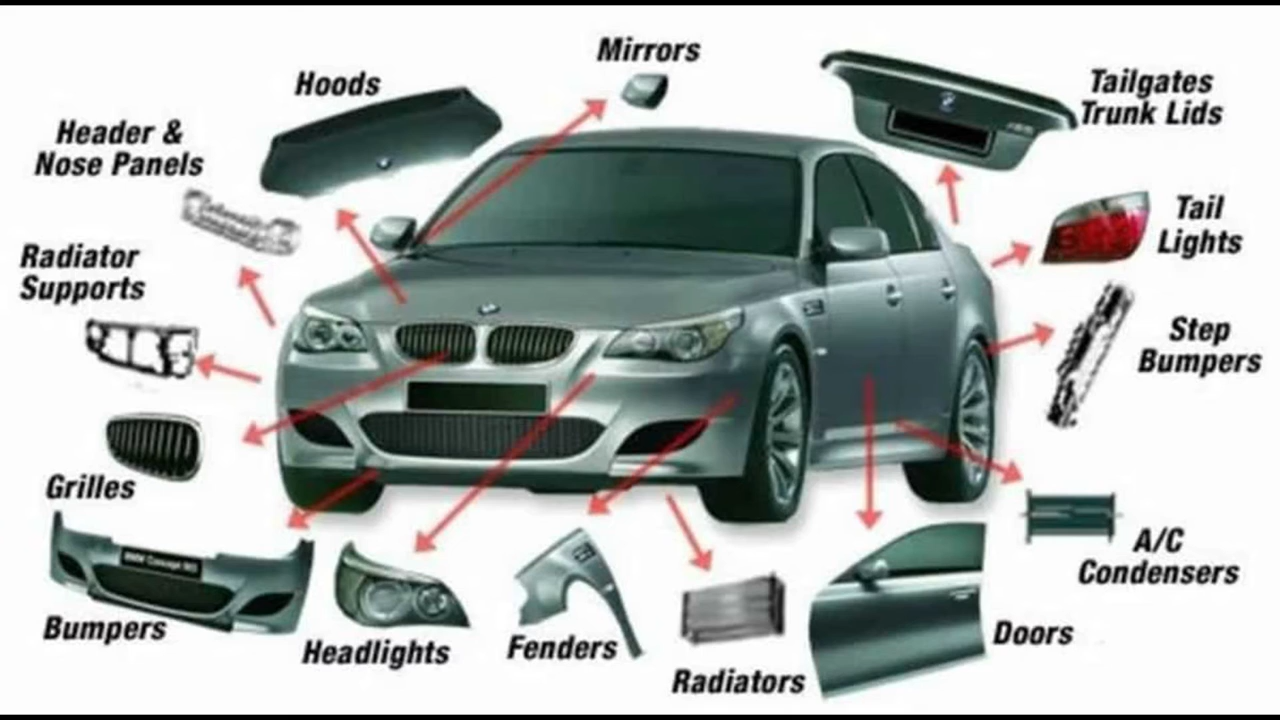 Mirrors
Hoods
Tailgates
Trunk Lids
Header &
Nose Panels
Tail
Lights
Radiator
Supports
Step
Bumpers
Grilles
A/C
Condensers
Bumpers
Headlights
Fenders
Radiators
Doors